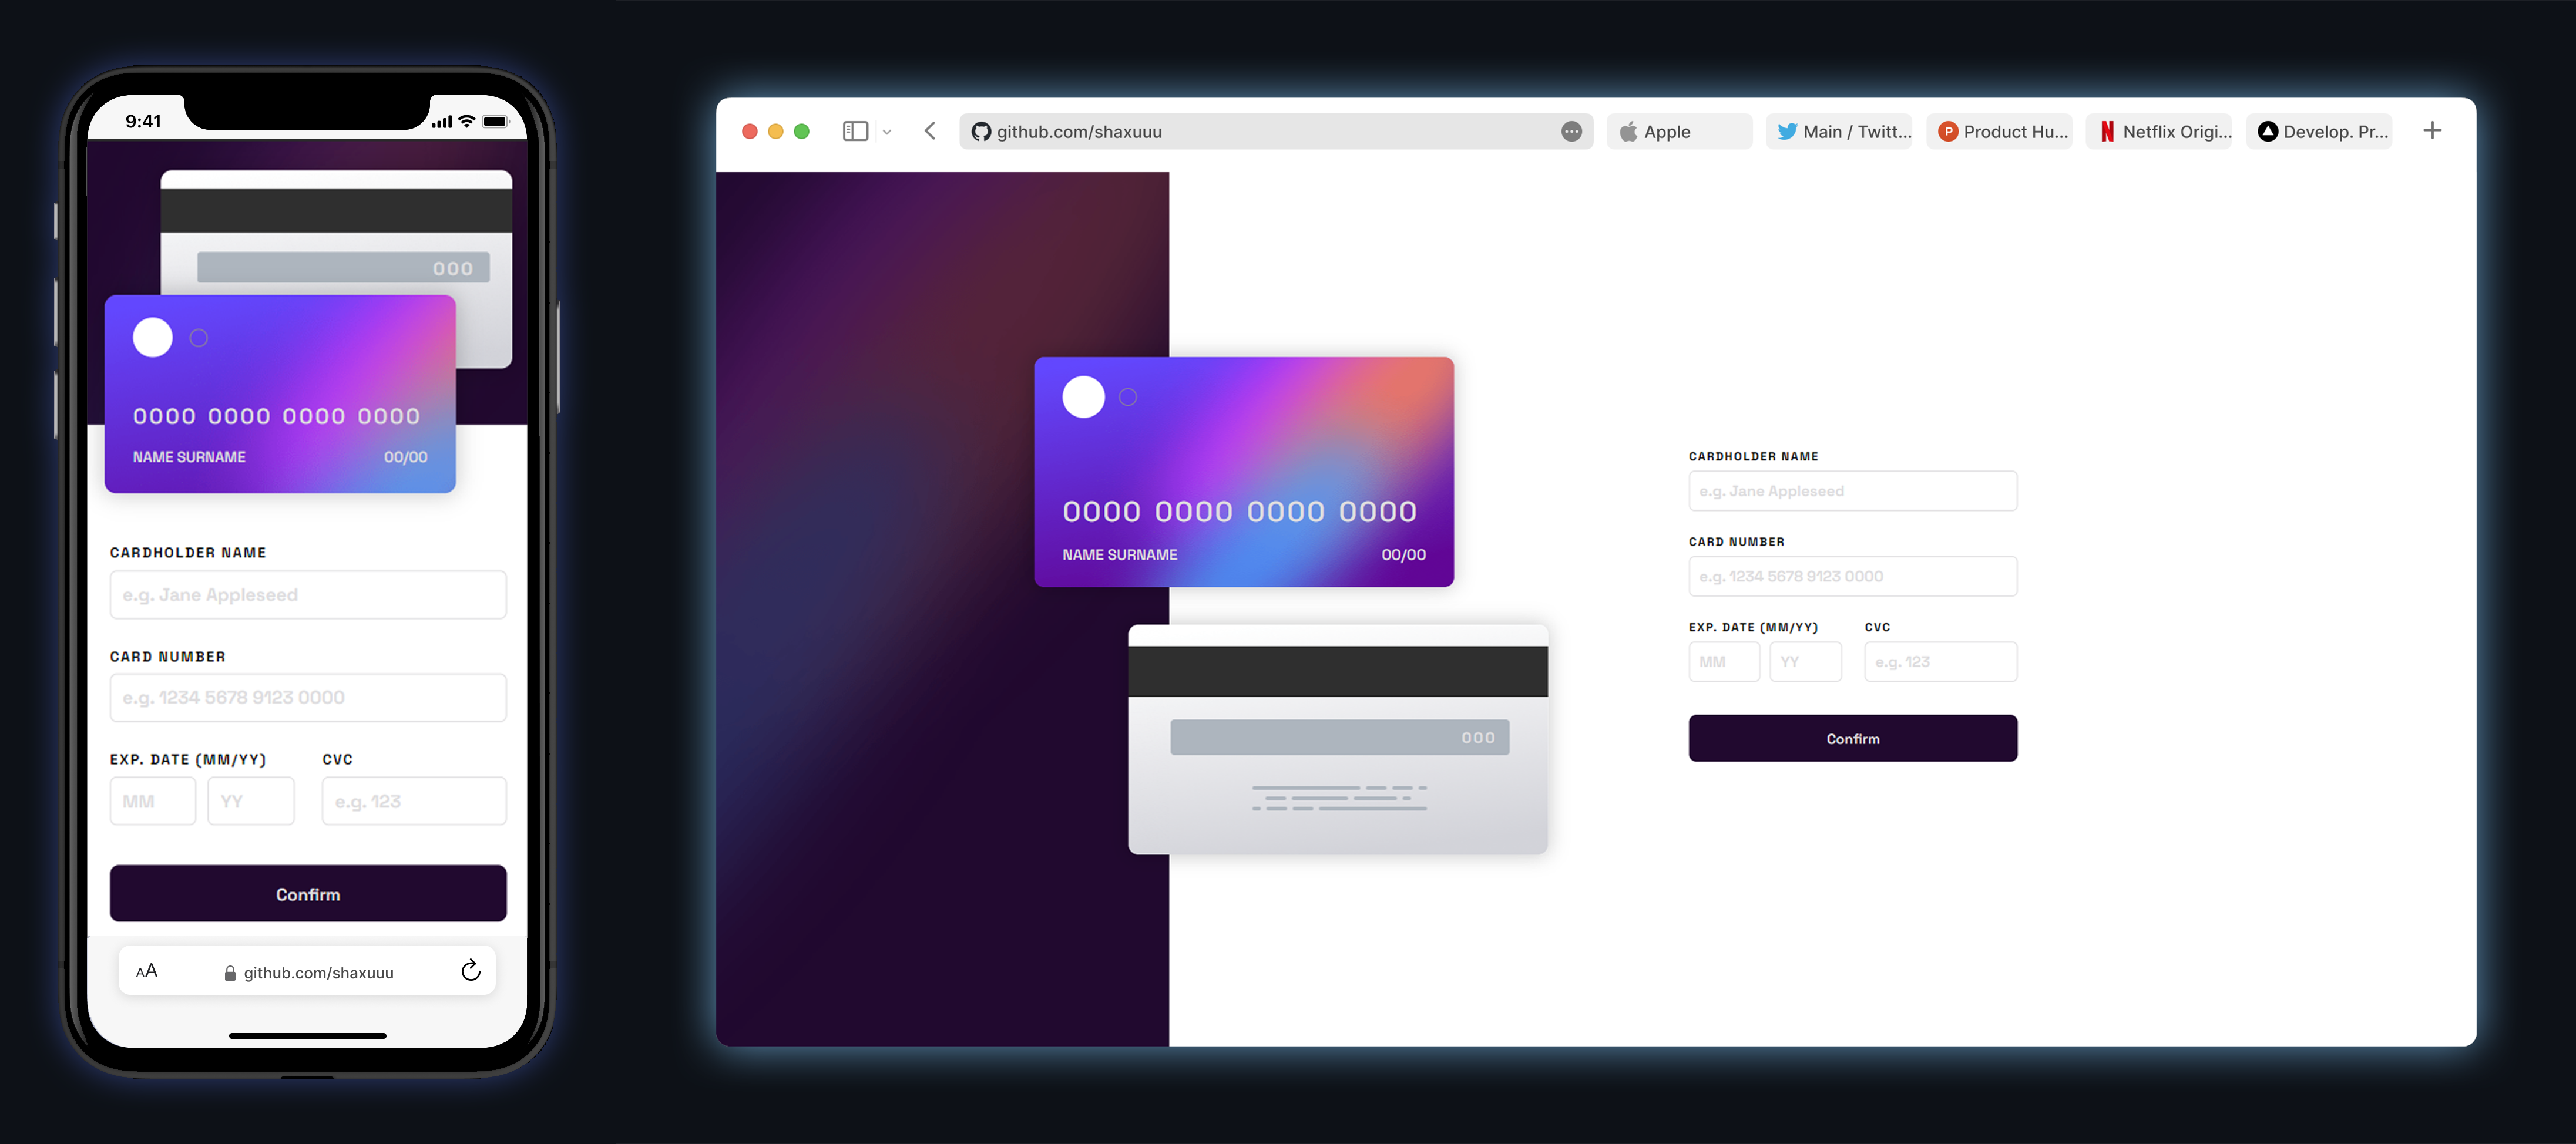 9:41
000
0000 0000 0000 0000
NAME SURNAME 00/00
CARDHOLDER NAME
e.g. Jane Appleseed
CARD NUMBER
e.g. 1234 5678 9123 0000
EXP. DATE (MM/YY) CVC
MM YY e.g. 123
Confirm
AA github.com/shaxuuu
github.com/shaxuuu Apple Main / Twitt... P Product Hu... N Netflix Origi... Develop. Pr...
0000 0000 0000 0000
NAME SURNAME 00/00
000
CARDHOLDER NAME
e.g. Jane Appleseed
CARD NUMBER
e.g. 1234 5678 9123 0000
EXP. DATE (MM/YY) CVC
MM YY e.g. 123
Confirm